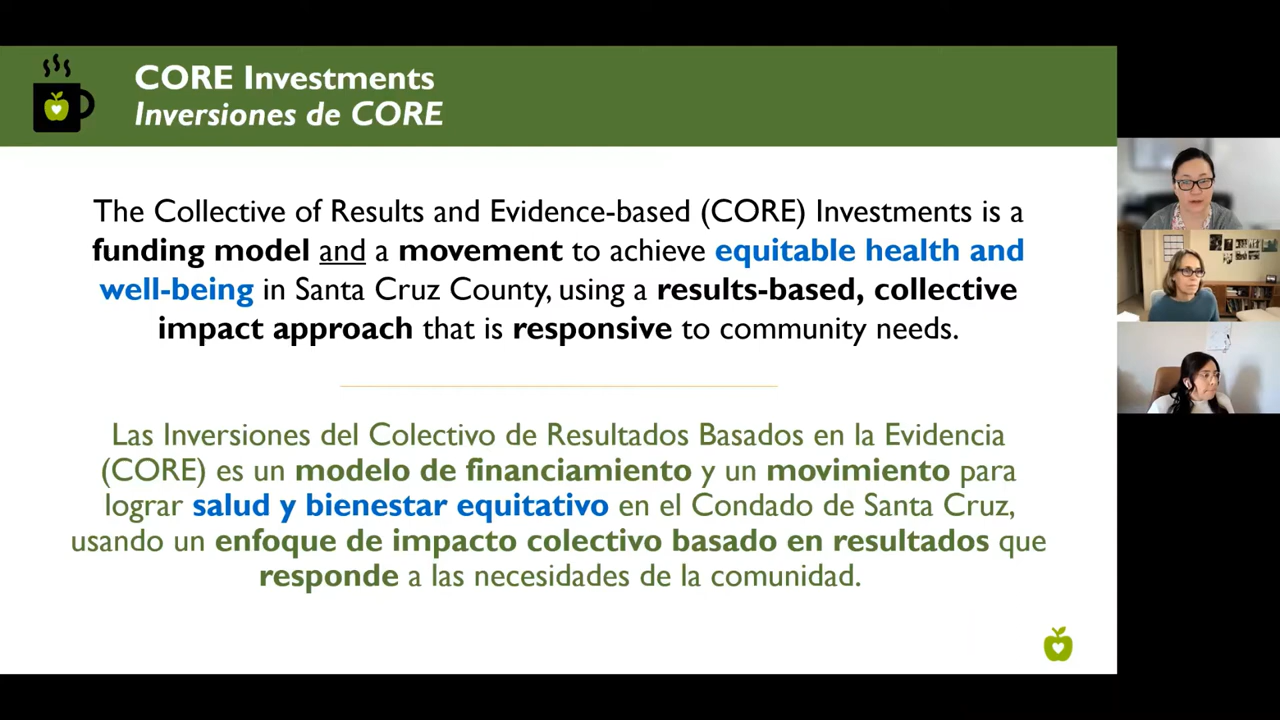 CORE Investments
Inversiones de CORE
The Collective of Results and Evidence-based (CORE) Investments is a
funding model and a movement to achieve equitable health and
well-being in Santa Cruz County, using a results-based, collective
impact approach that is responsive to community needs.
Las Inversiones del Colectivo de Resultados Basados en la Evidencia
(CORE) es un modelo de financiamiento y un movimiento para
lograr salud y bienestar equitativo en el Condado de Santa Cruz,
usando un enfoque de impacto colectivo basado en resultados que
responde a las necesidades de la comunidad.